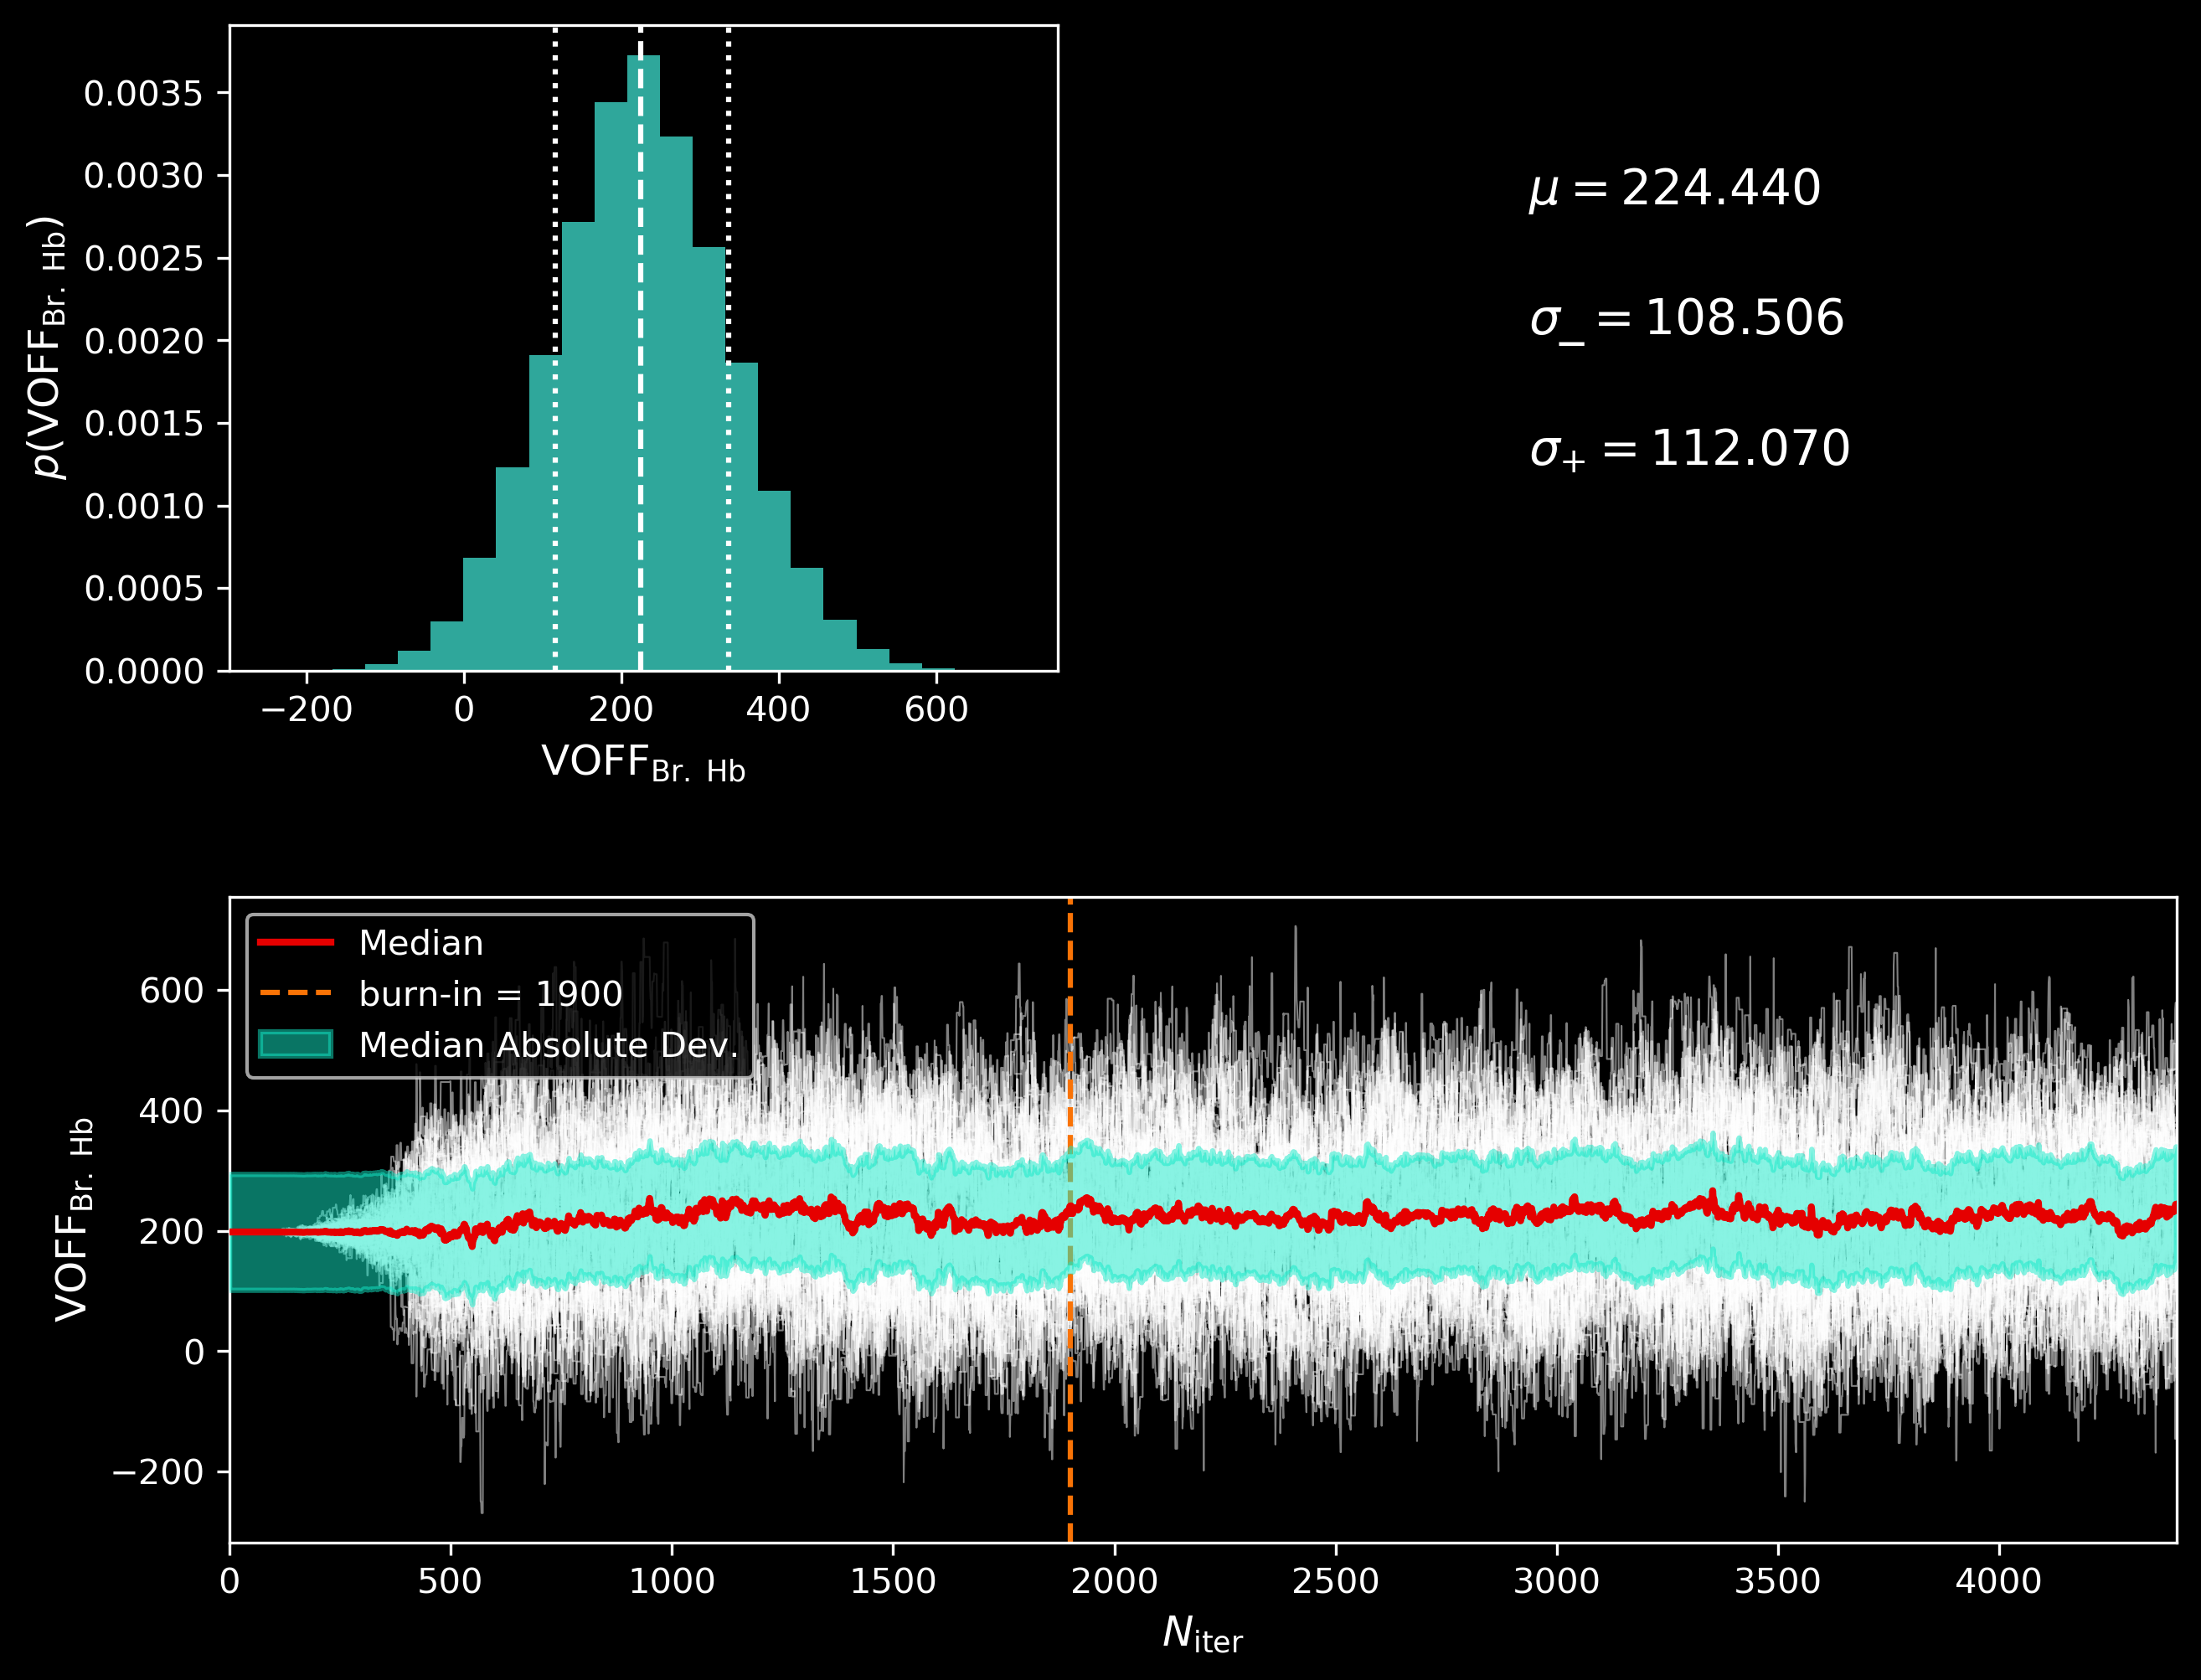 0.0035
0.0030
0.0025
0.0020
0.0015
0.0010
0.0005
0.0000
p(VOFF_Br. Hb)
−200 0 200 400 600
VOFF_Br. Hb
μ = 224.440
σ_− = 108.506
σ_+ = 112.070
Median
burn-in = 1900
Median Absolute Dev.
600
400
200
0
−200
VOFF_Br. Hb
0 500 1000 1500 2000 2500 3000 3500 4000
N_iter